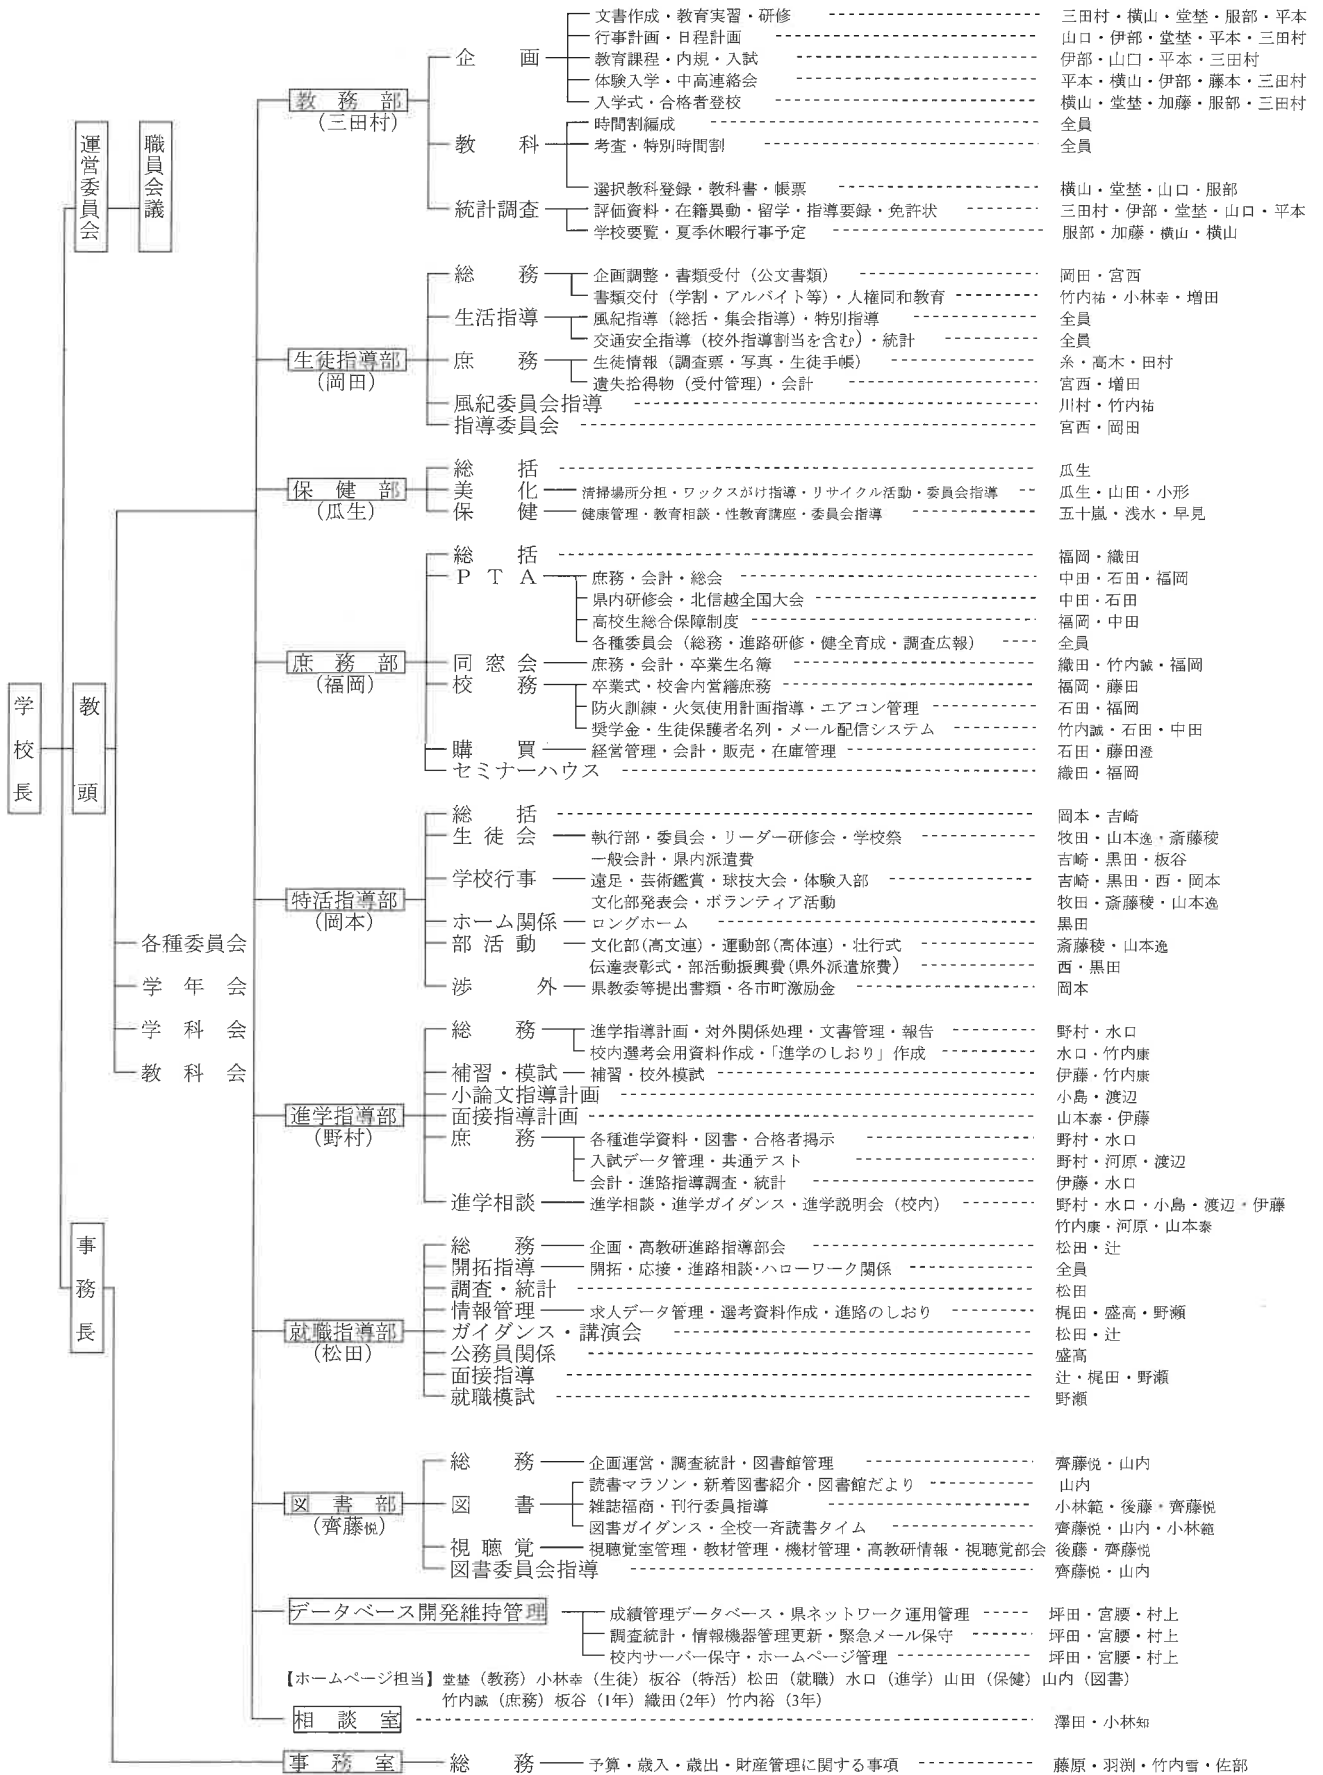 学校長
運営委員会
職員会議
教頭
各種委員会
学年会
学科会
教科会
事務長
教務部
(三田村)
企画
文書作成・教育実習・研修 三田村・横山・堂埜・服部・平本
行事計画・日程計画 山口・伊部・堂埜・平本・三田村
教育課程・内規・入試 伊部・山口・平本・三田村
体験入学・中高連絡会 平本・横山・伊部・藤本・三田村
入学式・合格者登校 横山・堂埜・加藤・服部・三田村
教科
時間割編成 全員
考査・特別時間割 全員
選択教科登録・教科書・帳票 横山・堂埜・山口・服部
統計調査
評価資料・在籍異動・留学・指導要録・免許状 三田村・伊部・堂埜・山口・平本
学校要覧・夏季休暇行事予定 服部・加藤・横山・横山
生徒指導部
(岡田)
総務
企画調整・書類受付(公文書類) 岡田・宮西
書類交付(学割・アルバイト等)・人権同和教育 竹内祐・小林幸・増田
生活指導
風紀指導(総括・集会指導)・特別指導 全員
交通安全指導(校外指導割当を含む)・統計 全員
庶務
生徒情報(調査票・写真・生徒手帳) 糸・高木・田村
遺失拾得物(受付管理)・会計 宮西・増田
風紀委員会指導 川村・竹内祐
指導委員会 宮西・岡田
保健部
(瓜生)
総括 瓜生
美化 清掃場所分担・ワックスがけ指導・リサイクル活動・委員会指導 瓜生・山田・小形
保健 健康管理・教育相談・性教育講座・委員会指導 五十嵐・浅水・早見
庶務部
(福岡)
総括 福岡・織田
PTA
庶務・会計・総会 中田・石田・福岡
県内研修会・北信越全国大会 中田・石田
高校生総合保障制度 福岡・中田
各種委員会(総務・進路研修・健全育成・調査広報) 全員
同窓会 庶務・会計・卒業生名簿 織田・竹内誠・福岡
校務
卒業式・校舎内営繕庶務 福岡・藤田
防火訓練・火気使用計画指導・エアコン管理 石田・福岡
奨学金・生徒保護者名列・メール配信システム 竹内誠・石田・中田
購買 経営管理・会計・販売・在庫管理 石田・藤田澄
セミナーハウス 織田・福岡
特活指導部
(岡本)
総括 岡本・吉崎
生徒会 執行部・委員会・リーダー研修会・学校祭 牧田・山本逸・斎藤稜
一般会計・県内派遣費 吉崎・黒田・板谷
学校行事 遠足・芸術鑑賞・球技大会・体験入部 吉崎・黒田・西・岡本
文化部発表会・ボランティア活動 牧田・斎藤稜・山本逸
ホーム関係 ロングホーム 黒田
部活動 文化部(高文連)・運動部(高体連)・壮行式 斎藤稜・山本逸
伝達表彰式・部活動振興費(県外派遣旅費) 西・黒田
渉外 県教委等提出書類・各市町激励金 岡本
進学指導部
(野村)
総務
進学指導計画・対外関係処理・文書管理・報告 野村・水口
校内選考会用資料作成・「進学のしおり」作成 水口・竹内康
補習・模試 補習・校外模試 伊藤・竹内康
小論文指導計画 小島・渡辺
面接指導計画 山本泰・伊藤
庶務
各種進学資料・図書・合格者掲示 野村・水口
入試データ管理・共通テスト 野村・河原・渡辺
会計・進路指導調査・統計 伊藤・水口
進学相談 進学相談・進学ガイダンス・進学説明会(校内) 野村・水口・小島・渡辺・伊藤
竹内康・河原・山本泰
就職指導部
(松田)
総務 企画・高教研進路指導部会 松田・辻
開拓指導 開拓・応接・進路相談・ハローワーク関係 全員
調査・統計 松田
情報管理 求人データ管理・選考資料作成・進路のしおり 梶田・盛高・野瀬
ガイダンス・講演会 松田・辻
公務員関係 盛高
面接指導 辻・梶田・野瀬
就職模試 野瀬
図書部
(齊藤悦)
総務 企画運営・調査統計・図書館管理 齊藤悦・山内
図書
読書マラソン・新着図書紹介・図書館だより 山内
雑誌福商・刊行委員指導 小林範・後藤・齊藤悦
図書ガイダンス・全校一斉読書タイム 齊藤悦・山内・小林範
視聴覚 視聴覚室管理・教材管理・機材管理・高教研情報・視聴覚部会 後藤・齊藤悦
図書委員会指導 齊藤悦・山内
データベース開発維持管理
成績管理データベース・県ネットワーク運用管理 坪田・宮腰・村上
調査統計・情報機器管理更新・緊急メール保守 坪田・宮腰・村上
校内サーバー保守・ホームページ管理 坪田・宮腰・村上
【ホームページ担当】堂埜(教務)小林幸(生徒)板谷(特活)松田(就職)水口(進学)山田(保健)山内(図書)
竹内誠(庶務)板谷(1年)織田(2年)竹内裕(3年)
相談室 澤田・小林知
事務室 総務 予算・歳入・歳出・財産管理に関する事項 藤原・羽渕・竹内雪・佐部